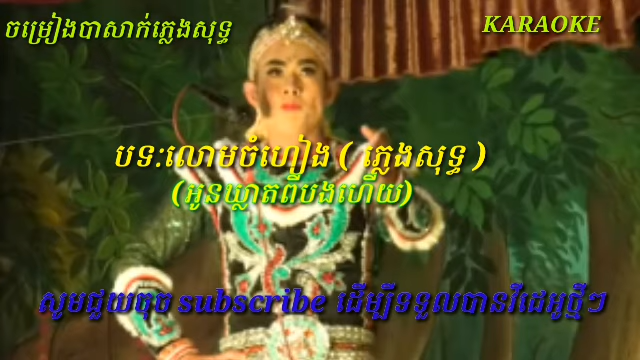 ចម្រៀងបាសាក់ភ្លេងសុទ្ធ
KARAOKE
បទ:លោមចំហៀង ( ភ្លេងសុទ្ធ )
(អូនឃ្លាតពីបងហើយ)
សូមជួយចុច subscribe ដើម្បីទទួលបានវីដេអូថ្មីៗ